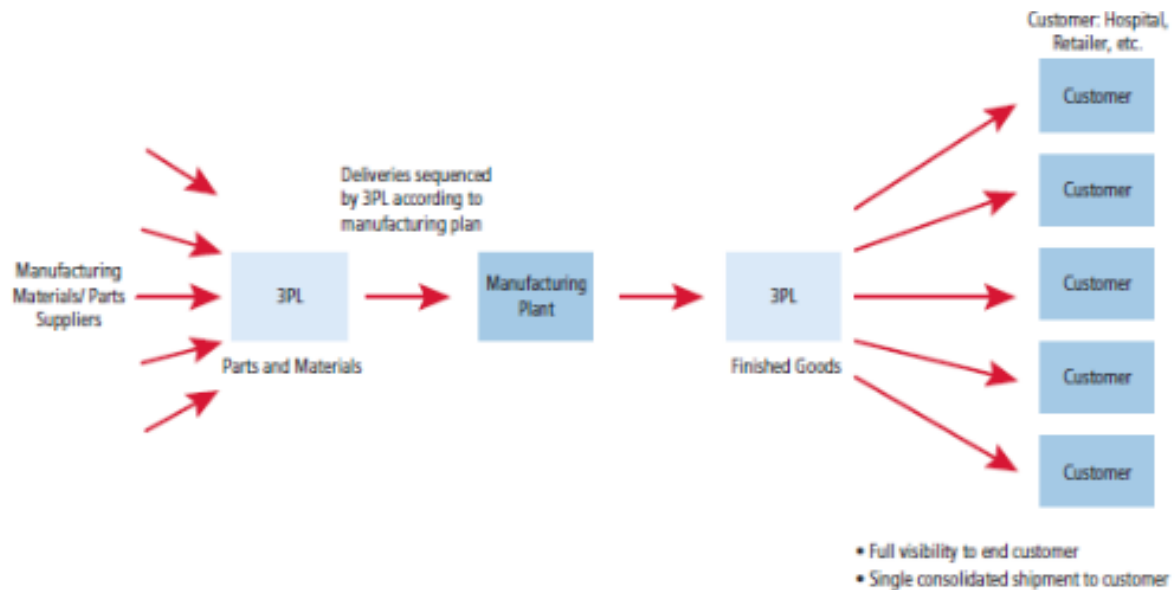 Customer: Hospital,
Retailer, etc.
Customer
Customer
Deliveries sequenced
by 3PL according to
manufacturing plan
Manufacturing
Materials/ Parts
Suppliers
3PL
Manufacturing
Plant
3PL
Customer
Parts and Materials
Finished Goods
Customer
Customer
• Full visibility to end customer
• Single consolidated shipment to customer